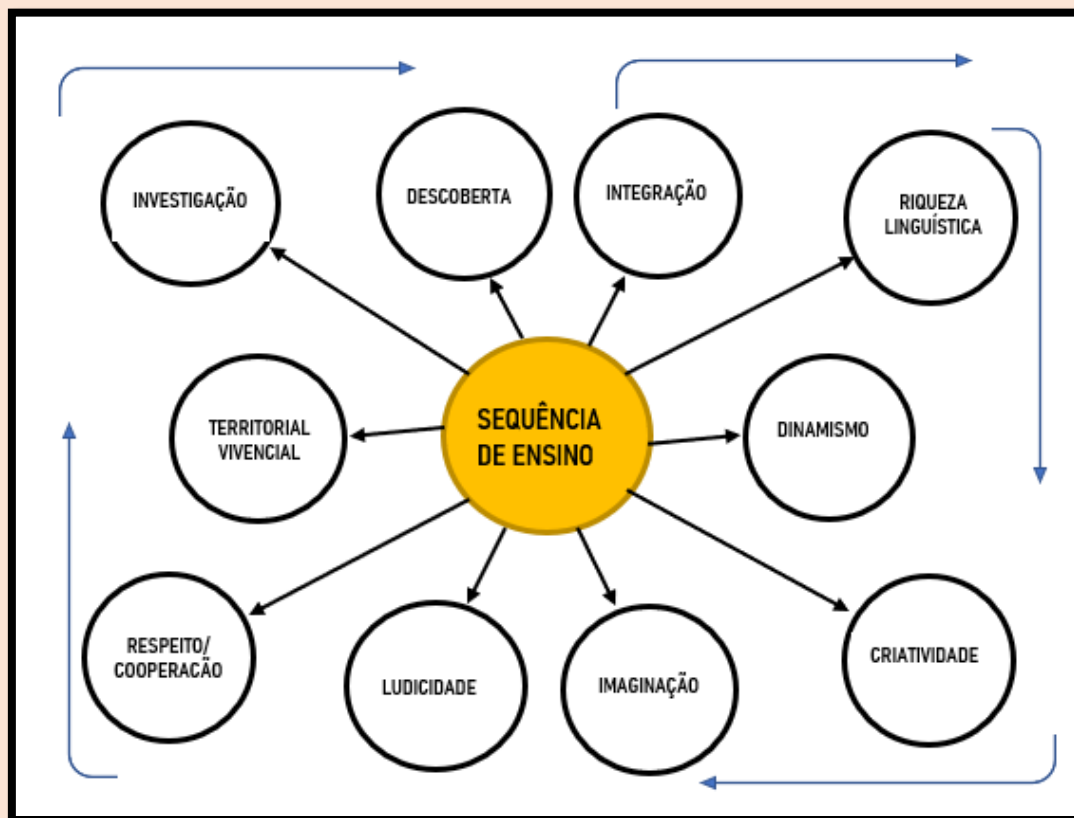 INVESTIGAÇÃO
DESCOBERTA
INTEGRAÇÃO
RIQUEZA
LINGUÍSTICA
TERRITORIAL
VIVENCIAL
SEQUÊNCIA
DE ENSINO
DINAMISMO
RESPEITO/
COOPERACÃO
LUDICIDADE
IMAGINAÇÃO
CRIATIVIDADE